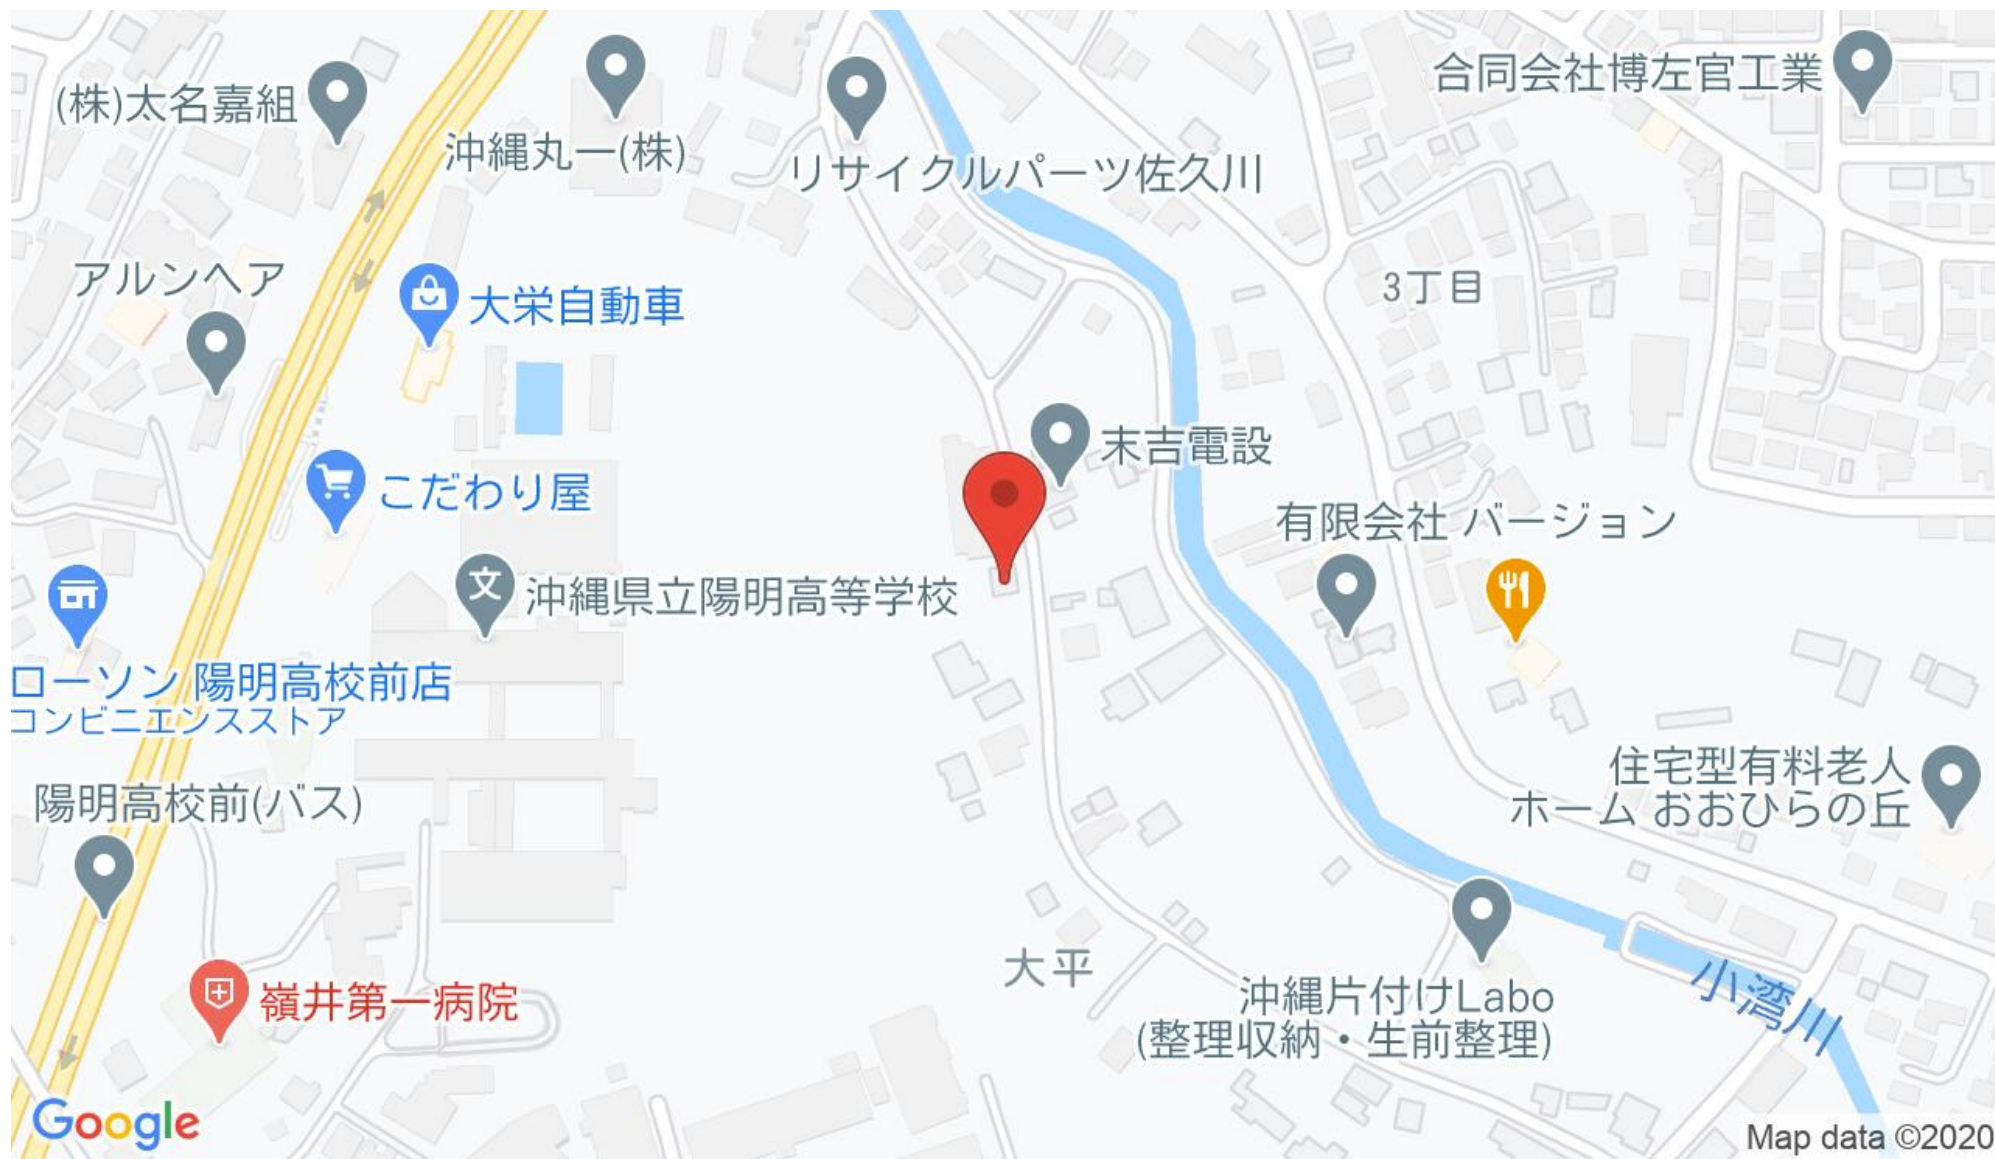 合同会社博左官工業
(株)太名嘉組
沖縄丸一(株)
リサイクルパーツ佐久川
アルンヘア
大栄自動車
3丁目
末吉電設
こだわり屋
有限会社 バージョン
沖縄県立陽明高等学校
ローソン 陽明高校前店
コンビニエンスストア
住宅型有料老人
ホーム おおひらの丘
陽明高校前(バス)
大平
嶺井第一病院
沖縄片付けLabo
(整理収納・生前整理)
小湾川
Google
Map data ©2020